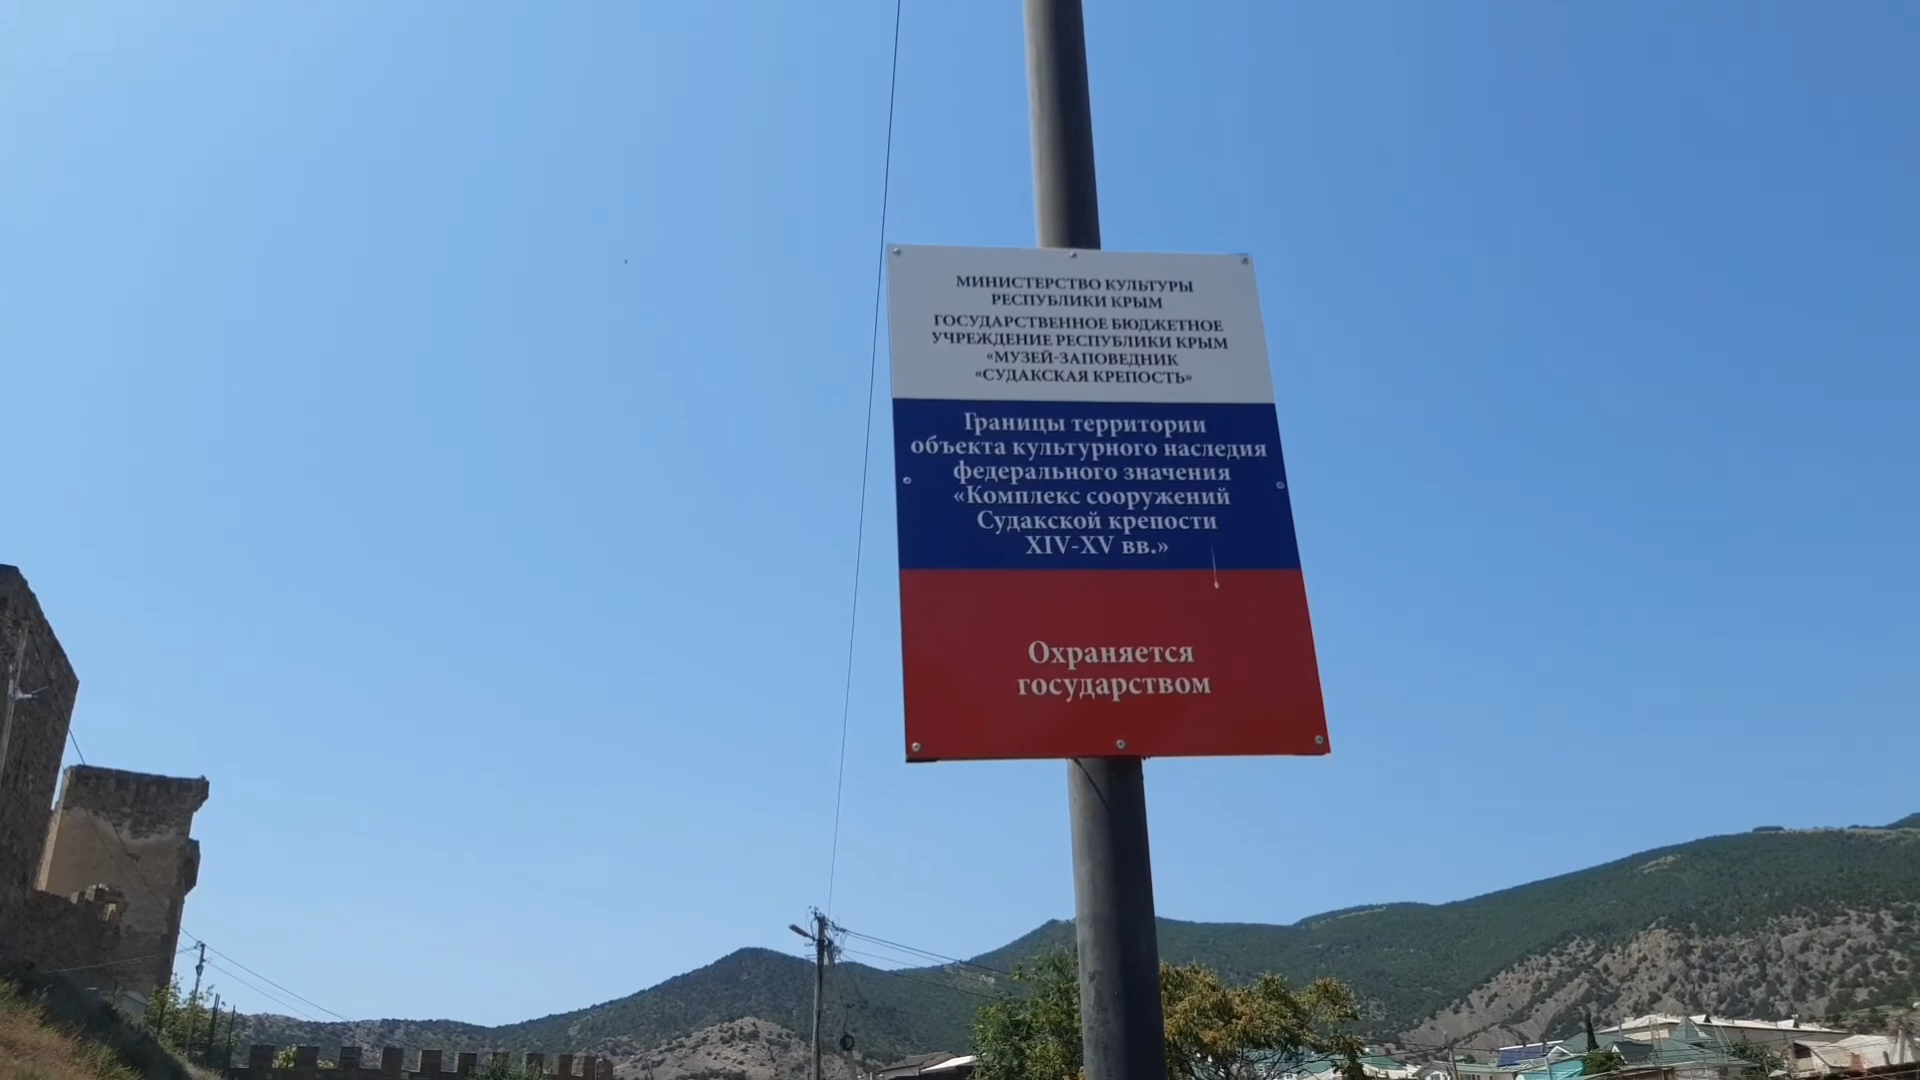 МИНИСТЕРСТВО КУЛЬТУРЫ
РЕСПУБЛИКИ КРЫМ
ГОСУДАРСТВЕННОЕ БЮДЖЕТНОЕ
УЧРЕЖДЕНИЕ РЕСПУБЛИКИ КРЫМ
«МУЗЕЙ-ЗАПОВЕДНИК
«СУДАКСКАЯ КРЕПОСТЬ»
Границы территории
объекта культурного наследия
федерального значения
«Комплекс сооружений
Судакской крепости
XIV-XV вв.»
Охраняется
государством